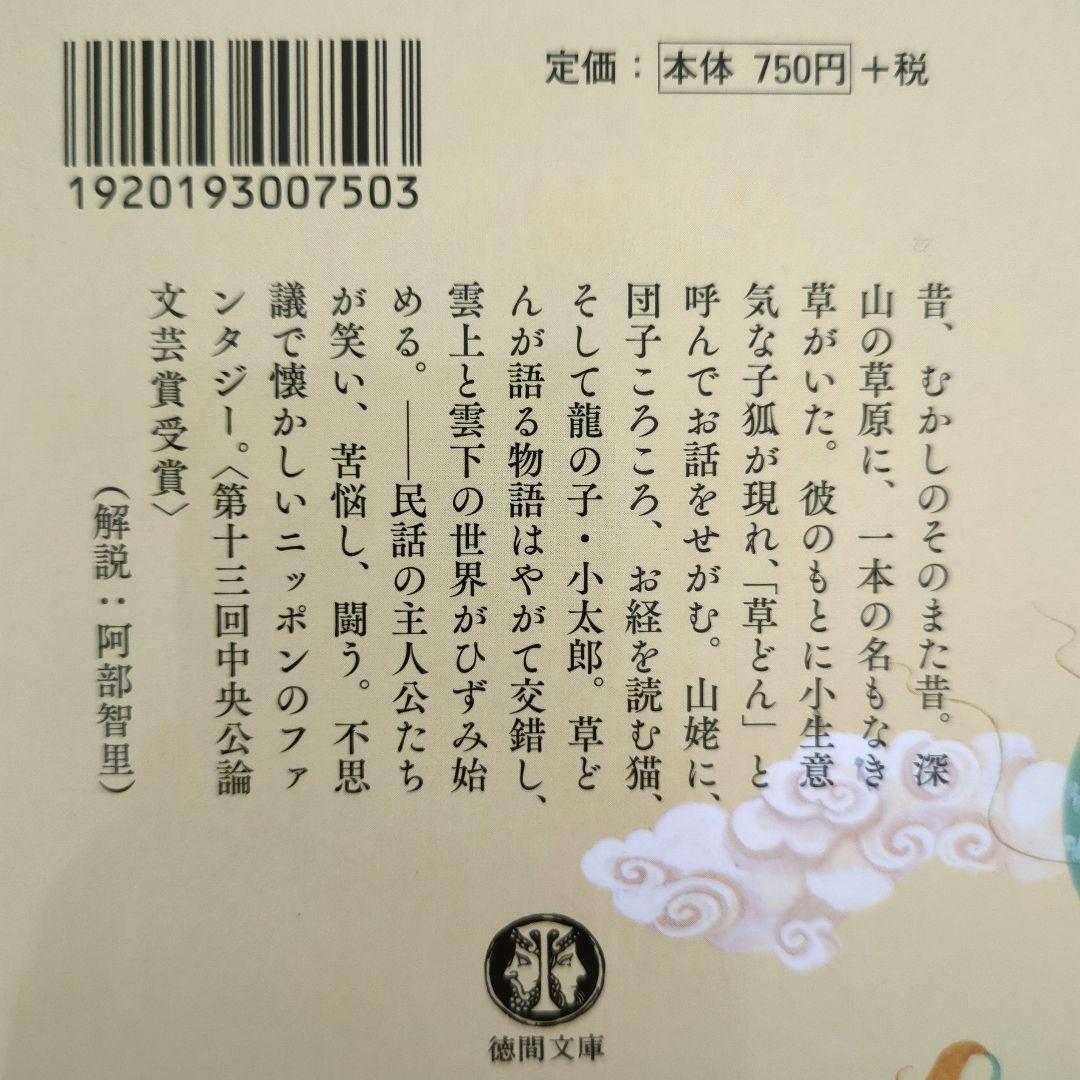 定価：本体 750円＋税
1920193007503
昔、むかしのそのまた昔。深
山の草原に、一本の名もなき
草がいた。彼のもとに小生意
気な子狐が現れ、「草どん」と
呼んでお話をせがむ。山姥に、
団子ころころ、お経を読む猫、
そして龍の子・小太郎。草ど
んが語る物語はやがて交錯し、
雲上と雲下の世界がひずみ始
める。――民話の主人公たち
が笑い、苦悩し、闘う。不思
議で懐かしいニッポンのファ
ンタジー。〈第十三回中央公論
文芸賞受賞〉
（解説：阿部智里）
徳間文庫